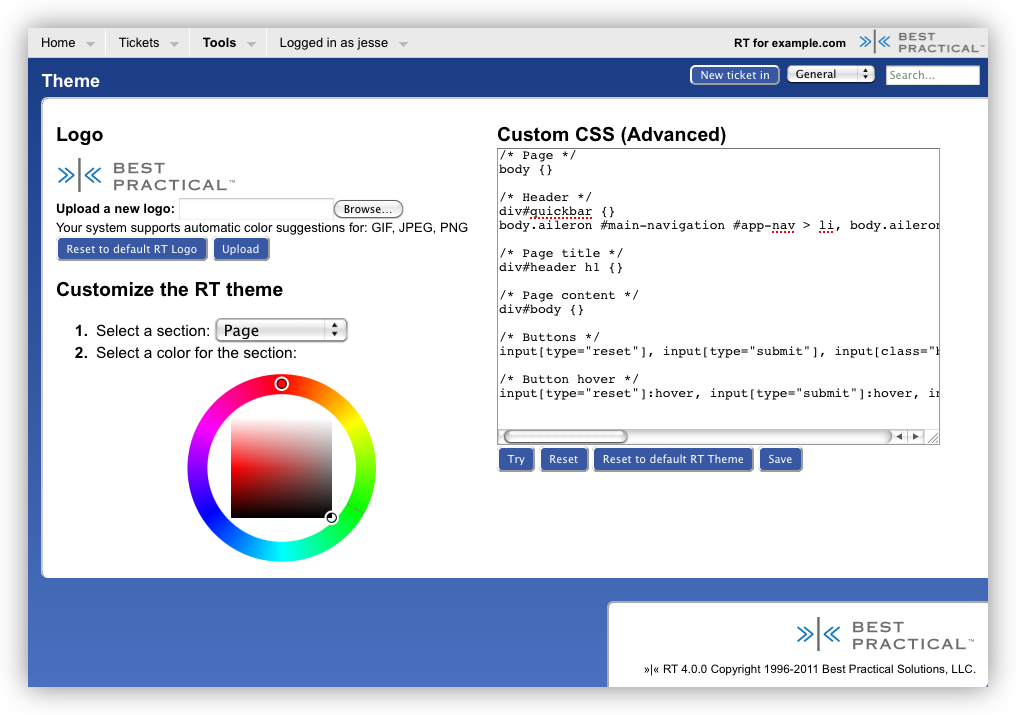 Home Tickets Tools Logged in as jesse RT for example.com BEST PRACTICAL™
Theme New ticket in General Search...
Logo
BEST
PRACTICAL™
Upload a new logo: Browse...
Your system supports automatic color suggestions for: GIF, JPEG, PNG
Reset to default RT Logo Upload
Customize the RT theme
1. Select a section: Page
2. Select a color for the section:
Custom CSS (Advanced)
/* Page */
body {}
/* Header */
div#quickbar {}
body.aileron #main-navigation #app-nav > li, body.aileron
/* Page title */
div#header h1 {}
/* Page content */
div#body {}
/* Buttons */
input[type="reset"], input[type="submit"], input[class="b
/* Button hover */
input[type="reset"]:hover, input[type="submit"]:hover, in
Try Reset Reset to default RT Theme Save
BEST
PRACTICAL™
»|« RT 4.0.0 Copyright 1996-2011 Best Practical Solutions, LLC.